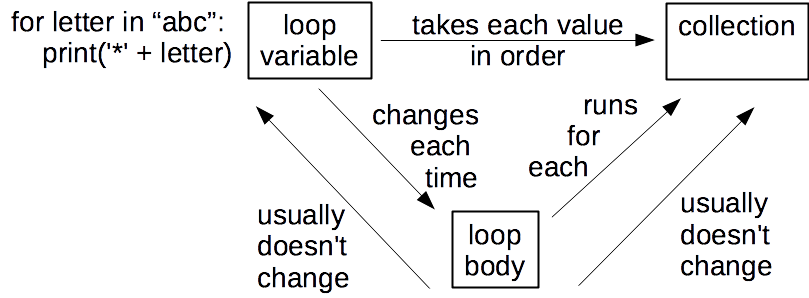 for letter in “abc”:
print('*' + letter)
loop
variable
takes each value
in order
collection
changes
each
time
runs
for
each
usually
doesn't
change
loop
body
usually
doesn't
change